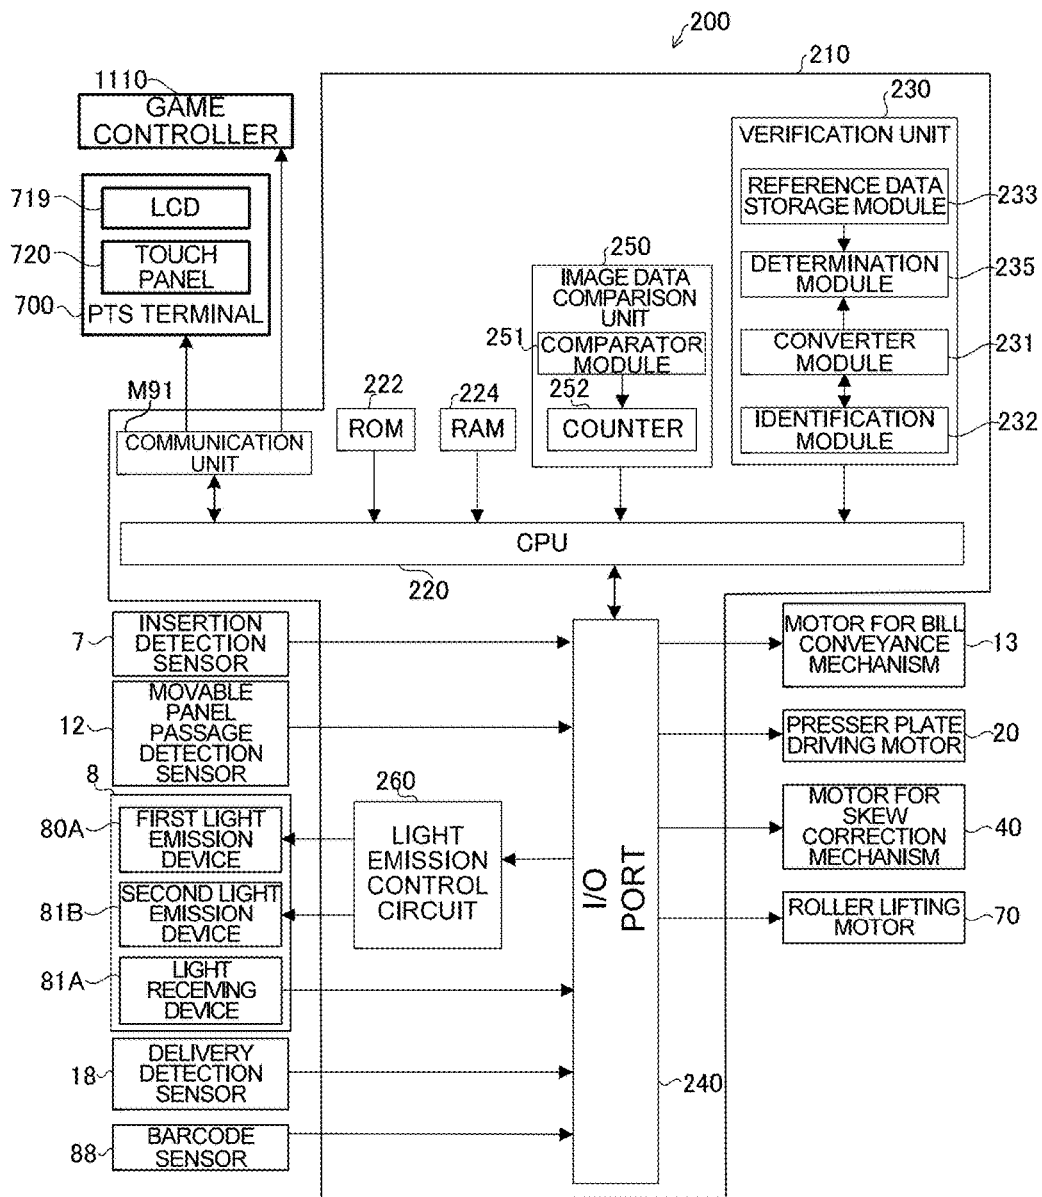 200
1110
GAME
CONTROLLER
210
230
VERIFICATION UNIT
719
LCD
720
TOUCH
PANEL
700
PTS TERMINAL
REFERENCE DATA
STORAGE MODULE
233
DETERMINATION
MODULE
235
CONVERTER
MODULE
231
IDENTIFICATION
MODULE
232
250
IMAGE DATA
COMPARISON
UNIT
251
COMPARATOR
MODULE
252
COUNTER
M91
COMMUNICATION
UNIT
222
ROM
224
RAM
CPU
220
7
INSERTION
DETECTION
SENSOR
12
MOVABLE
PANEL
PASSAGE
DETECTION
SENSOR
8
80A
FIRST LIGHT
EMISSION
DEVICE
81B
SECOND LIGHT
EMISSION
DEVICE
81A
LIGHT
RECEIVING
DEVICE
18
DELIVERY
DETECTION
SENSOR
88
BARCODE
SENSOR
260
LIGHT
EMISSION
CONTROL
CIRCUIT
I/O
PORT
240
MOTOR FOR BILL
CONVEYANCE
MECHANISM
13
PRESSER PLATE
DRIVING MOTOR
20
MOTOR FOR
SKEW
CORRECTION
MECHANISM
40
ROLLER LIFTING
MOTOR
70